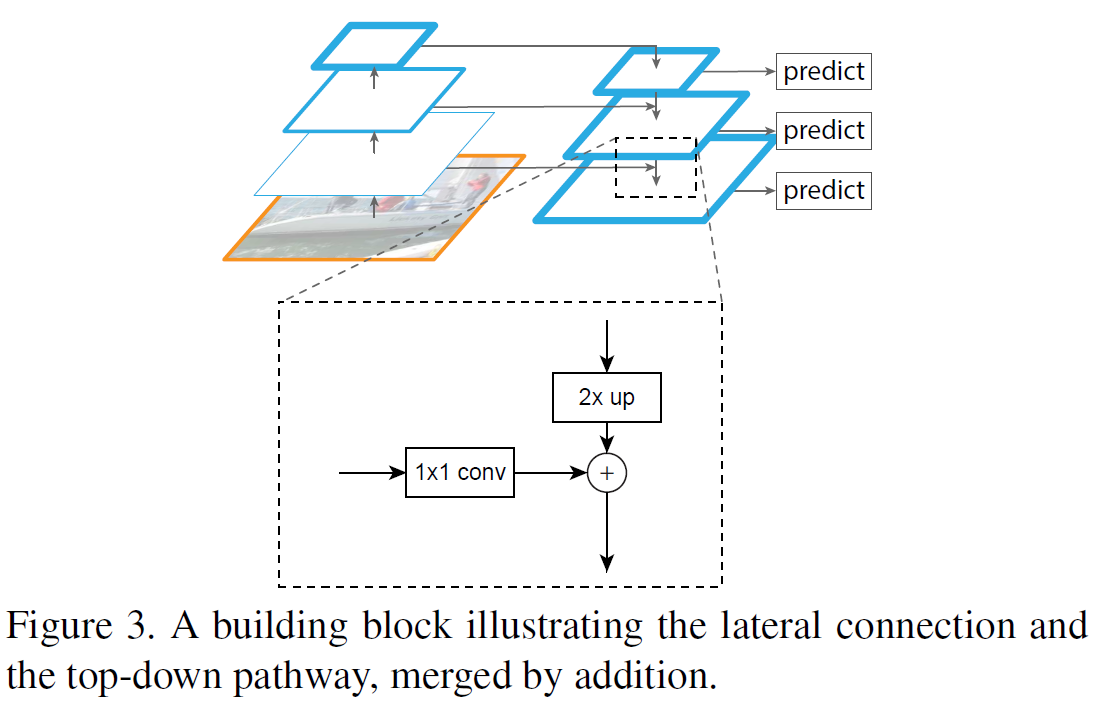 predict
predict
predict
2x up
1x1 conv
+
Figure 3. A building block illustrating the lateral connection and
the top-down pathway, merged by addition.